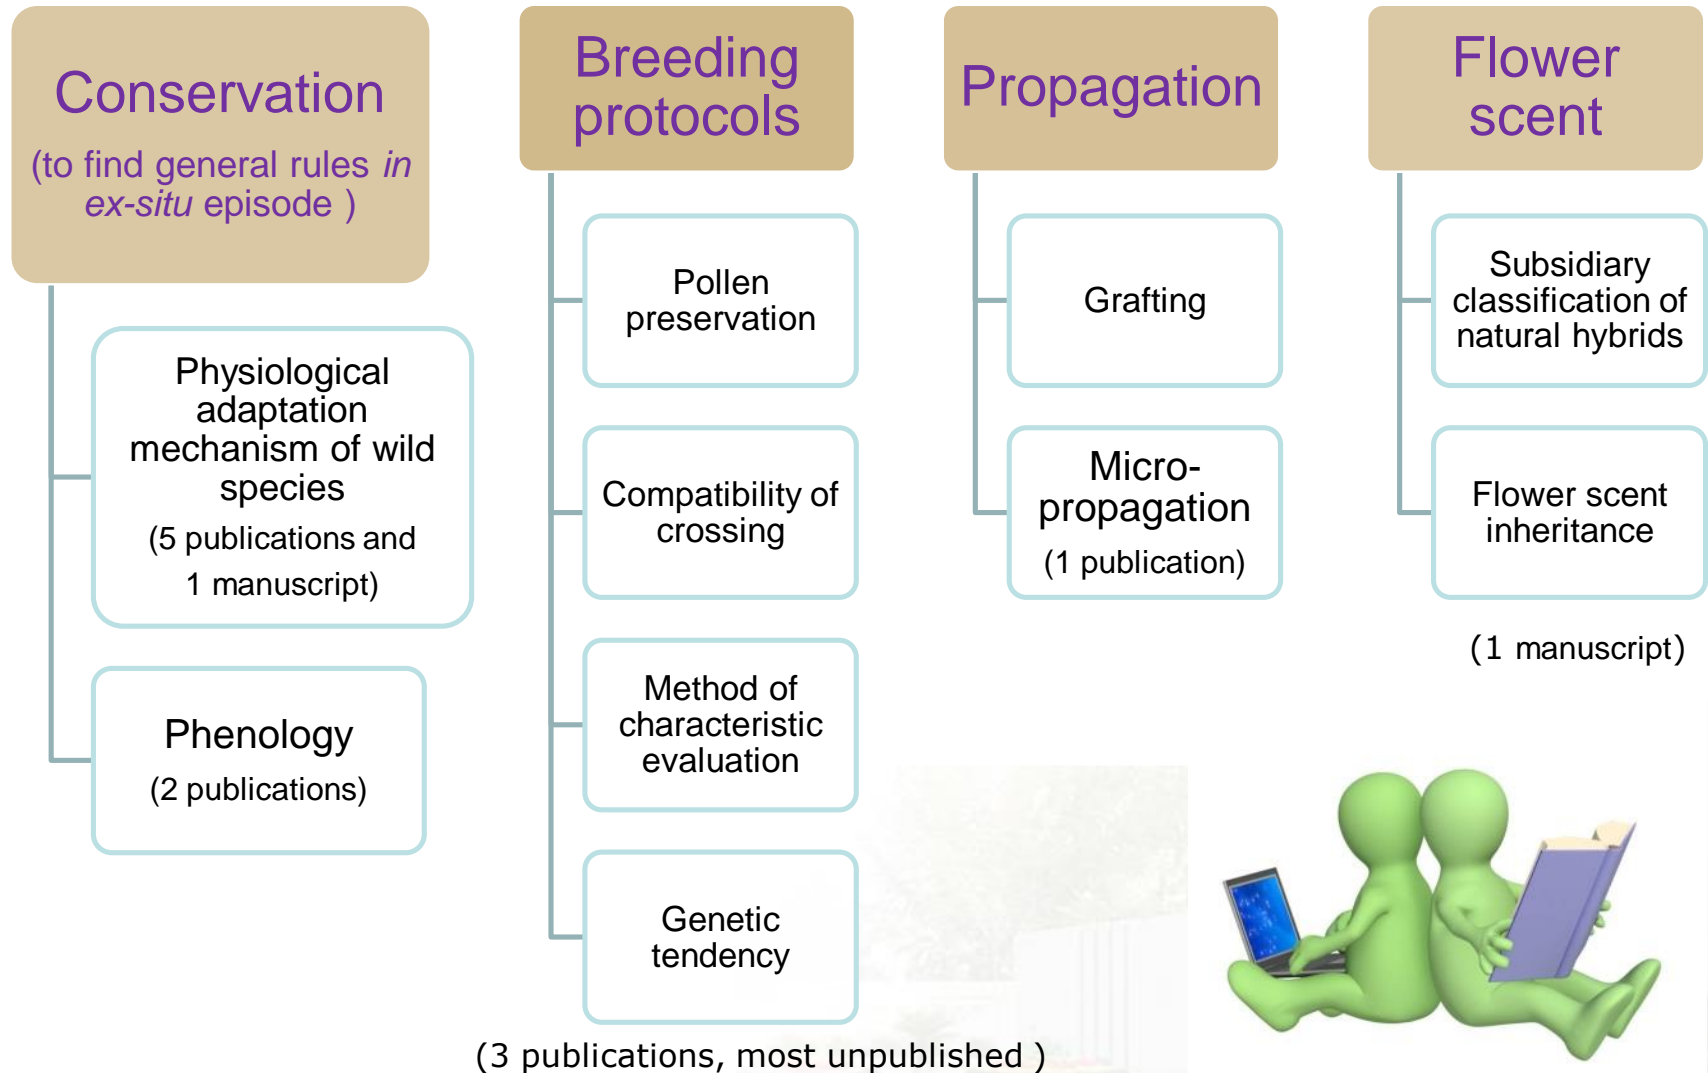 Conservation
(to find general rules in
ex-situ episode )
Physiological
adaptation
mechanism of wild
species
(5 publications and
1 manuscript)
Phenology
(2 publications)
Breeding
protocols
Pollen
preservation
Compatibility of
crossing
Method of
characteristic
evaluation
Genetic
tendency
(3 publications, most unpublished )
Propagation
Grafting
Micro-
propagation
(1 publication)
Flower
scent
Subsidiary
classification of
natural hybrids
Flower scent
inheritance
(1 manuscript)